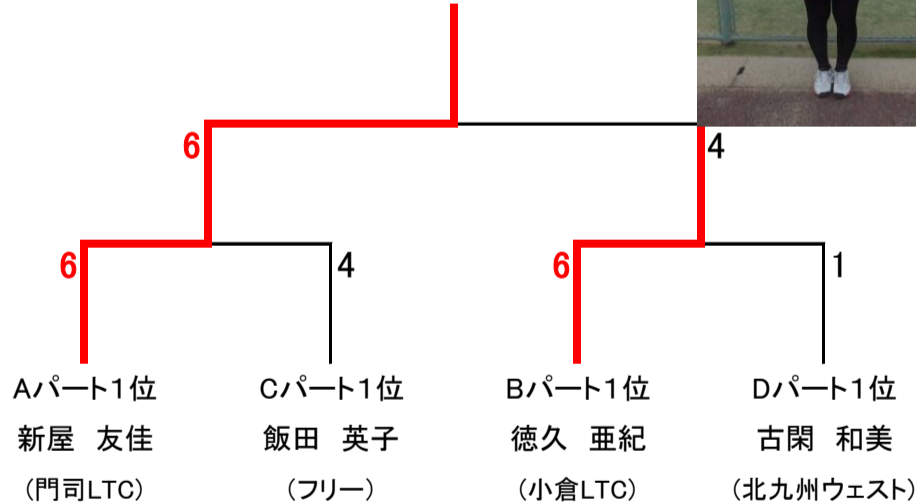 6 4
6 4 6 1
Aパート1位 Cパート1位 Bパート1位 Dパート1位
新屋 友佳 飯田 英子 徳久 亜紀 古閑 和美
(門司LTC) (フリー) (小倉LTC) (北九州ウェスト)